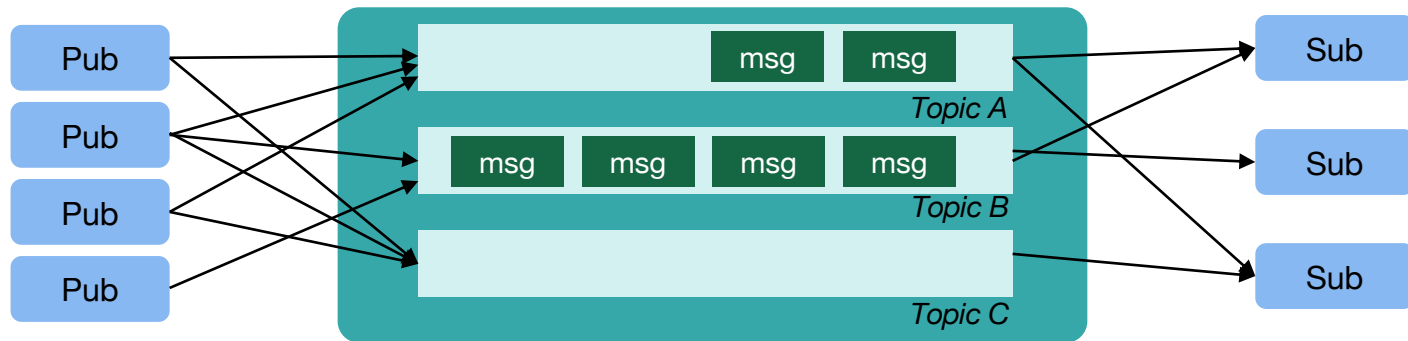 Pub
Pub
Pub
Pub
msg msg
Topic A
msg msg msg msg
Topic B
Topic C
Sub
Sub
Sub